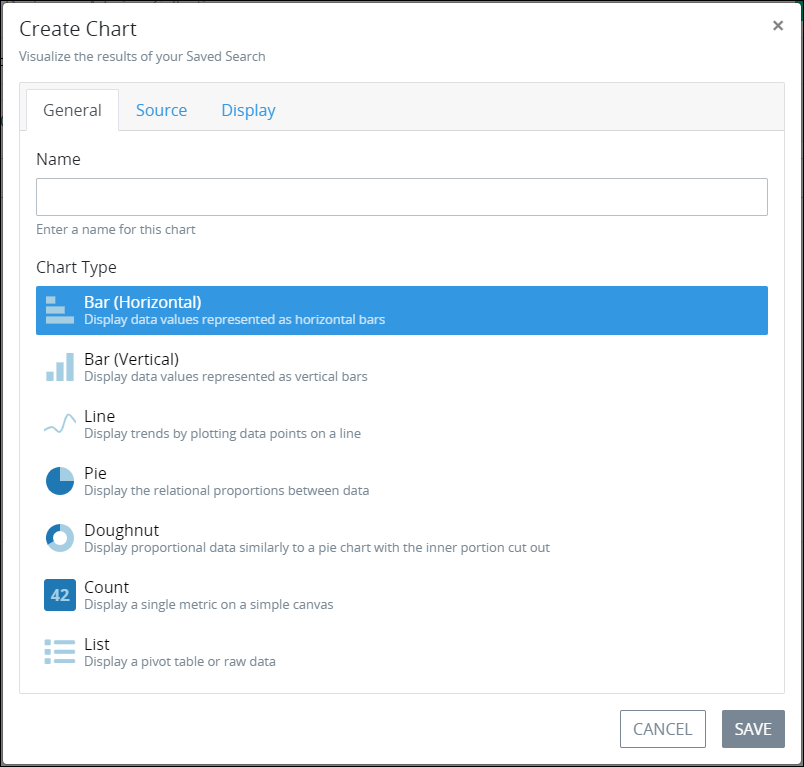 Create Chart
×
Visualize the results of your Saved Search
General Source Display
Name
Enter a name for this chart
Chart Type
Bar (Horizontal)
Display data values represented as horizontal bars
Bar (Vertical)
Display data values represented as vertical bars
Line
Display trends by plotting data points on a line
Pie
Display the relational proportions between data
Doughnut
Display proportional data similarly to a pie chart with the inner portion cut out
42
Count
Display a single metric on a simple canvas
List
Display a pivot table or raw data
CANCEL SAVE